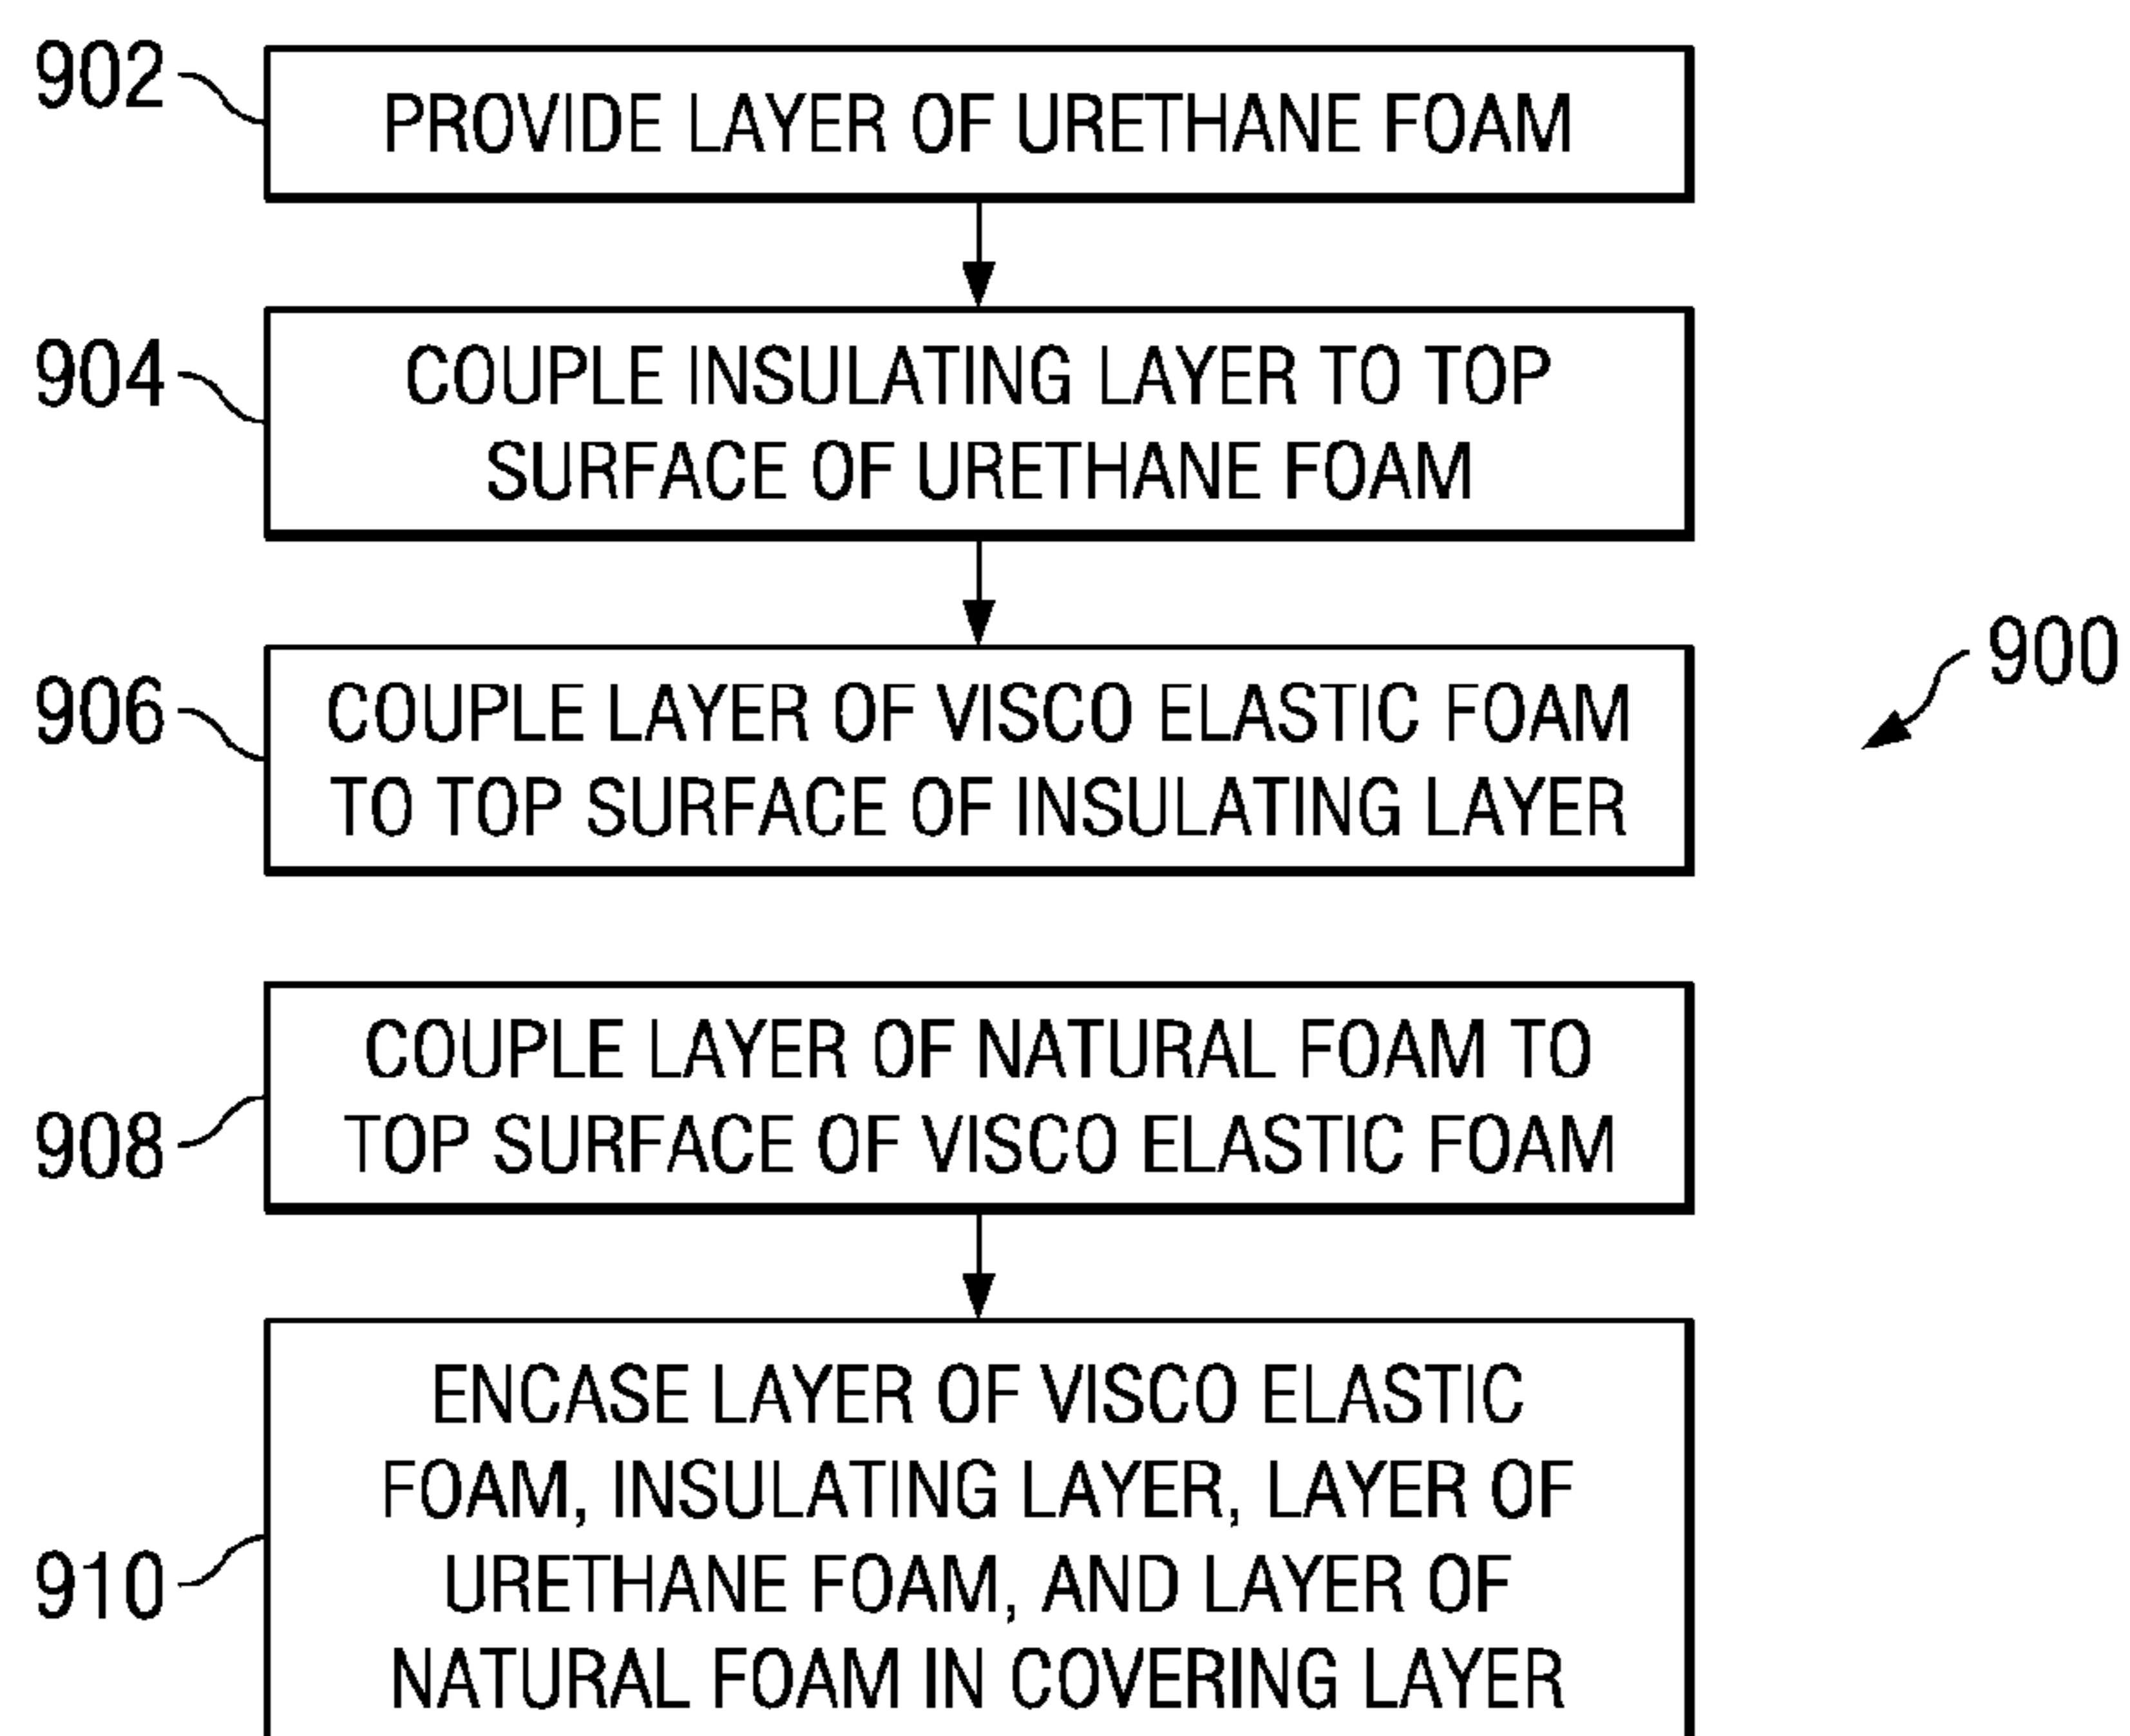 902
PROVIDE LAYER OF URETHANE FOAM
904
COUPLE INSULATING LAYER TO TOP
SURFACE OF URETHANE FOAM
900
906
COUPLE LAYER OF VISCO ELASTIC FOAM
TO TOP SURFACE OF INSULATING LAYER
908
COUPLE LAYER OF NATURAL FOAM TO
TOP SURFACE OF VISCO ELASTIC FOAM
910
ENCASE LAYER OF VISCO ELASTIC
FOAM, INSULATING LAYER, LAYER OF
URETHANE FOAM, AND LAYER OF
NATURAL FOAM IN COVERING LAYER